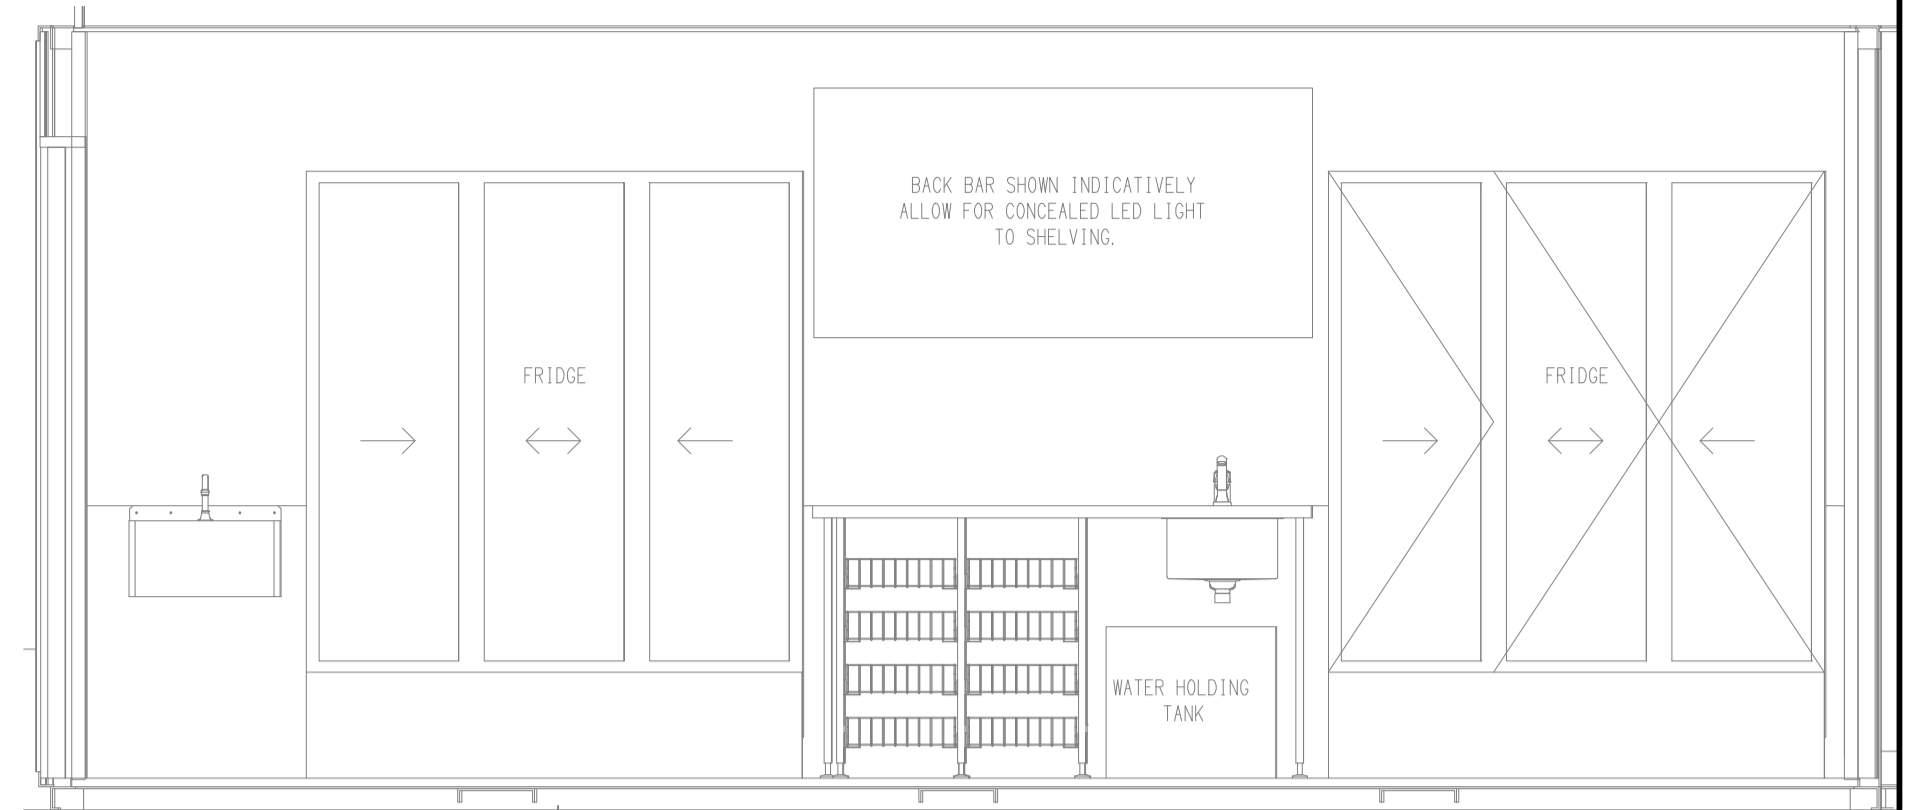 BACK BAR SHOWN INDICATIVELY
ALLOW FOR CONCEALED LED LIGHT
TO SHELVING.
FRIDGE
FRIDGE
WATER HOLDING
TANK